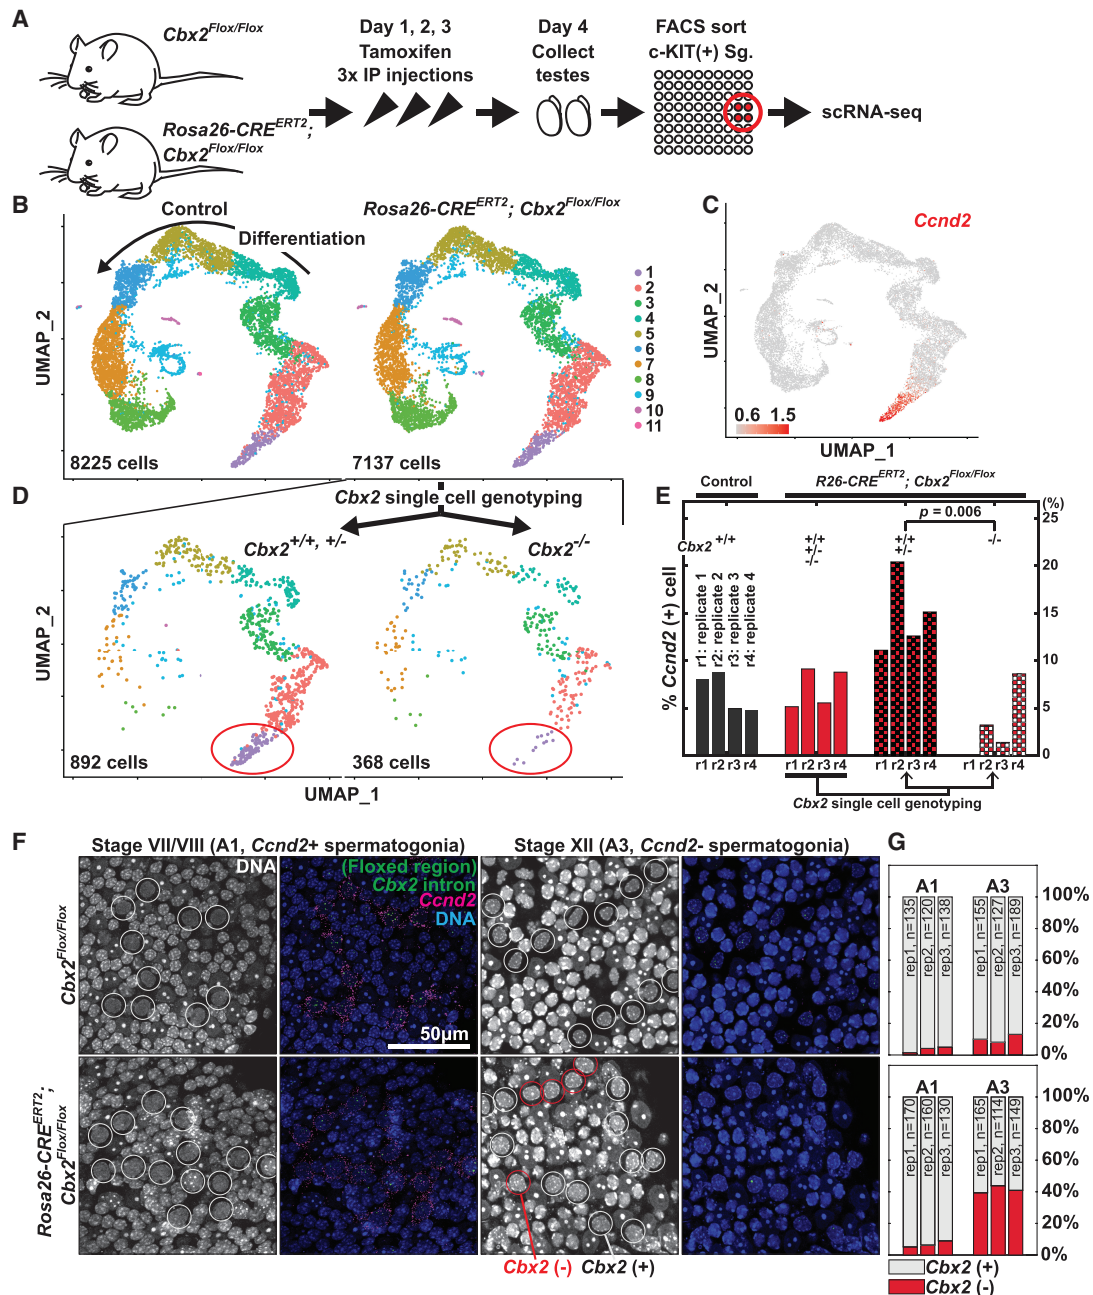 A
Cbx2Flox/Flox
Rosa26-CREERT2;
Cbx2Flox/Flox
Day 1, 2, 3
Tamoxifen
3x IP injections
Day 4
Collect
testes
FACS sort
c-KIT(+) Sg.
scRNA-seq
B
Control
Differentiation
Rosa26-CREERT2; Cbx2Flox/Flox
UMAP_2
8225 cells
7137 cells
1
2
3
4
5
6
7
8
9
10
11
C
Ccnd2
UMAP_2
0.6 1.5
UMAP_1
D
Cbx2 single cell genotyping
Cbx2+/+, +/-
Cbx2-/-
UMAP_2
892 cells
368 cells
UMAP_1
E
Control
R26-CREERT2; Cbx2Flox/Flox
(%)
p = 0.006
Cbx2 +/+
+/+
+/-
-/-
+/+
+/-
-/-
% Ccnd2 (+) cell
r1: replicate 1
r2: replicate 2
r3: replicate 3
r4: replicate 4
25
20
15
10
5
0
r1 r2 r3 r4
r1 r2 r3 r4
r1 r2 r3 r4
r1 r2 r3 r4
Cbx2 single cell genotyping
F
Stage VII/VIII (A1, Ccnd2+ spermatogonia)
Stage XII (A3, Ccnd2- spermatogonia)
DNA
(Floxed region)
Cbx2 intron
Ccnd2
DNA
50μm
Cbx2Flox/Flox
Rosa26-CREERT2;
Cbx2Flox/Flox
Cbx2 (-) Cbx2 (+)
G
A1 A3
rep1, n=135
rep2, n=120
rep3, n=138
rep1, n=155
rep2, n=127
rep3, n=189
100%
80%
60%
40%
20%
0%
A1 A3
rep1, n=170
rep2, n=160
rep3, n=130
rep1, n=165
rep2, n=114
rep3, n=149
100%
80%
60%
40%
20%
0%
Cbx2 (+)
Cbx2 (-)